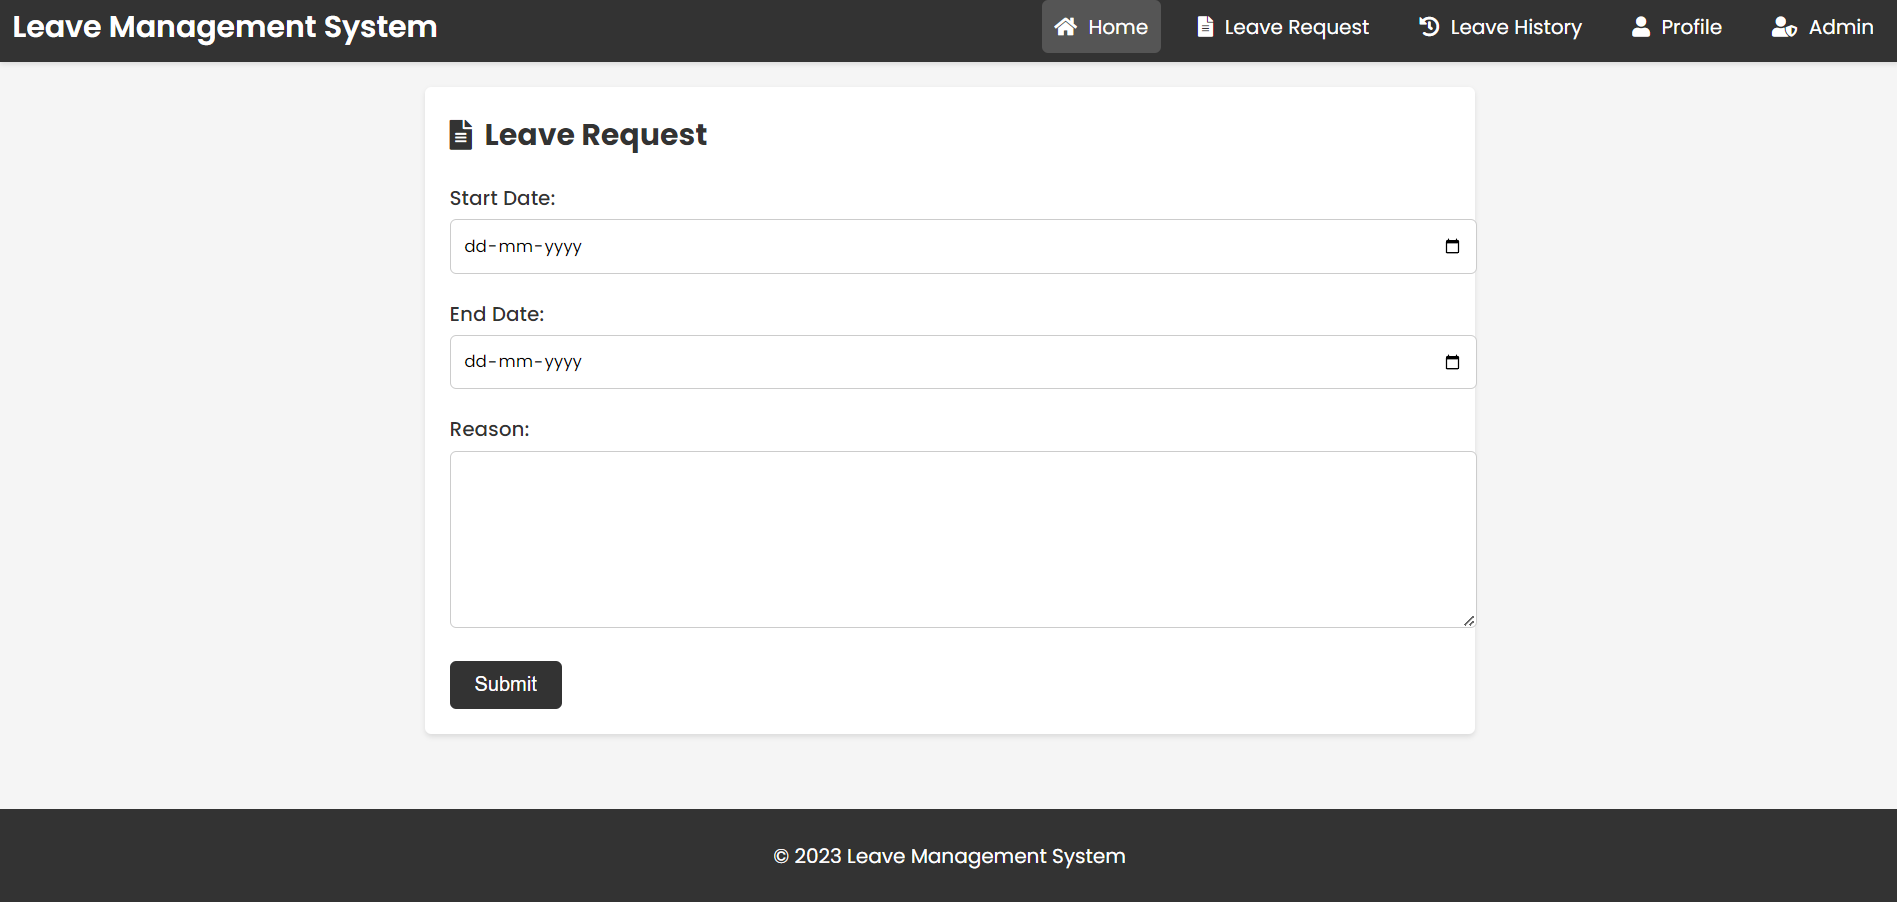 Leave Management System
Home
Leave Request
Leave History
Profile
Admin
Leave Request
Start Date:
dd-mm-yyyy
End Date:
dd-mm-yyyy
Reason:
Submit
© 2023 Leave Management System